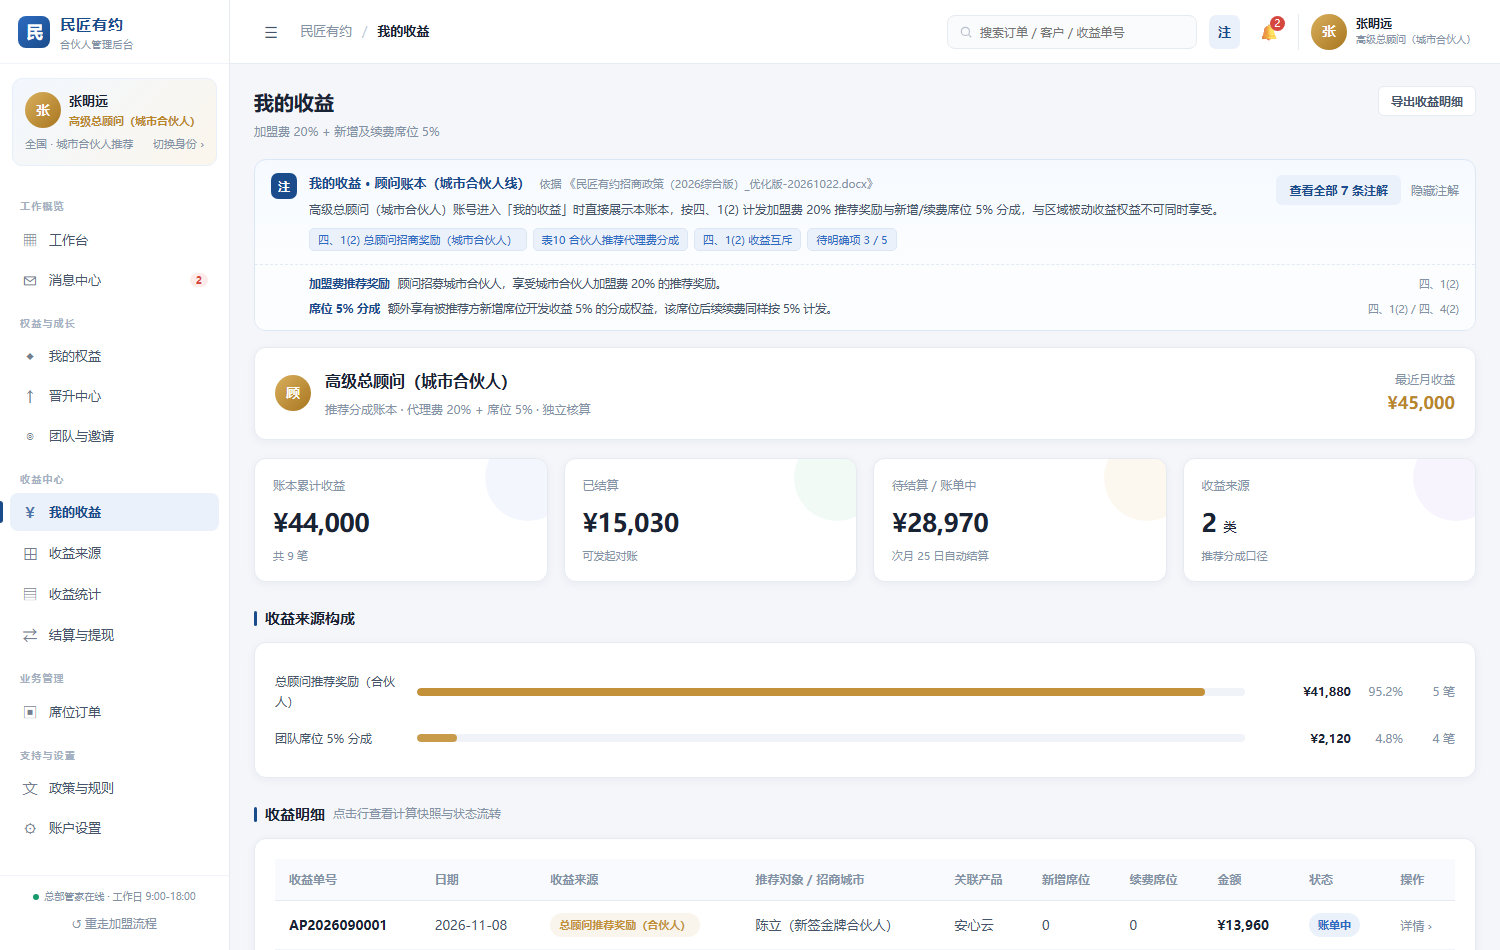 民
民匠有约
合伙人管理后台
☰
民匠有约 / 我的收益
搜索订单 / 客户 / 收益单号
注
2
张
张明远
高级总顾问（城市合伙人）
张
张明远
高级总顾问（城市合伙人）
全国 · 城市合伙人推荐
切换身份 ›
工作概览
工作台
消息中心
2
权益与成长
我的权益
晋升中心
团队与邀请
收益中心
¥ 我的收益
收益来源
收益统计
结算与提现
业务管理
席位订单
支持与设置
文 政策与规则
账户设置
总部管家在线 · 工作日 9:00-18:00
↺ 重走加盟流程
我的收益
加盟费 20% + 新增及续费席位 5%
导出收益明细
注
我的收益 • 顾问账本（城市合伙人线）
依据 《民匠有约招商政策（2026综合版）_优化版-20261022.docx》
查看全部 7 条注解
隐藏注解
高级总顾问（城市合伙人）账号进入「我的收益」时直接展示本账本，按四、1(2) 计发加盟费 20% 推荐奖励与新增/续费席位 5% 分成，与区域被动收益权益不可同时享受。
四、1(2) 总顾问招商奖励（城市合伙人）
表10 合伙人推荐代理费分成
四、1(2) 收益互斥
待明确项 3 / 5
加盟费推荐奖励 顾问招募城市合伙人，享受城市合伙人加盟费 20% 的推荐奖励。
四、1(2)
席位 5% 分成 额外享有被推荐方新增席位开发收益 5% 的分成权益，该席位后续续费同样按 5% 计发。
四、1(2) / 四、4(2)
顾
高级总顾问（城市合伙人）
推荐分成账本 · 代理费 20% + 席位 5% · 独立核算
最近月收益
¥45,000
账本累计收益
¥44,000
共 9 笔
已结算
¥15,030
可发起对账
待结算 / 账单中
¥28,970
次月 25 日自动结算
收益来源
2 类
推荐分成口径
收益来源构成
总顾问推荐奖励（合伙
人）
¥41,880
95.2%
5 笔
团队席位 5% 分成
¥2,120
4.8%
4 笔
收益明细
点击行查看计算快照与状态流转
收益单号 日期 收益来源 推荐对象 / 招商城市 关联产品 新增席位 续费席位 金额 状态 操作
AP2026090001 2026-11-08 总顾问推荐奖励（合伙人） 陈立（新签金牌合伙人） 安心云 0 0 ¥13,960 账单中 详情 ›